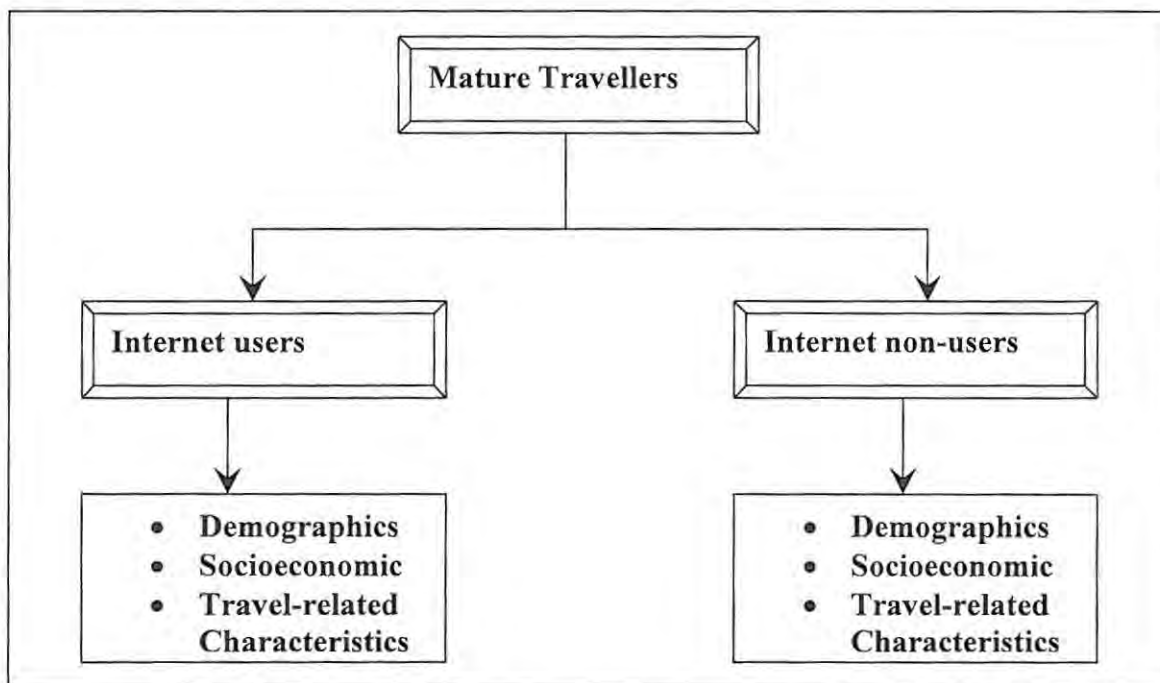 Mature Travellers
Internet users
Internet non-users
• Demographics
• Socioeconomic
• Travel-related
Characteristics
• Demographics
• Socioeconomic
• Travel-related
Characteristics